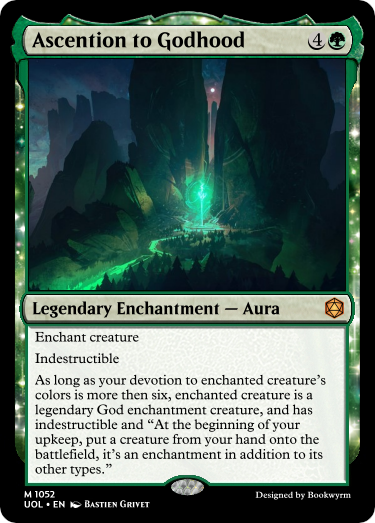 Ascention to Godhood 4
Legendary Enchantment — Aura
Enchant creature
Indestructible
As long as your devotion to enchanted creature's
colors is more then six, enchanted creature is a
legendary God enchantment creature, and has
indestructible and “At the beginning of your
upkeep, put a creature from your hand onto the
battlefield, it's an enchantment in addition to its
other types.”
M 1052
UOL • EN Bastien Grivet
Designed by Bookwyrm